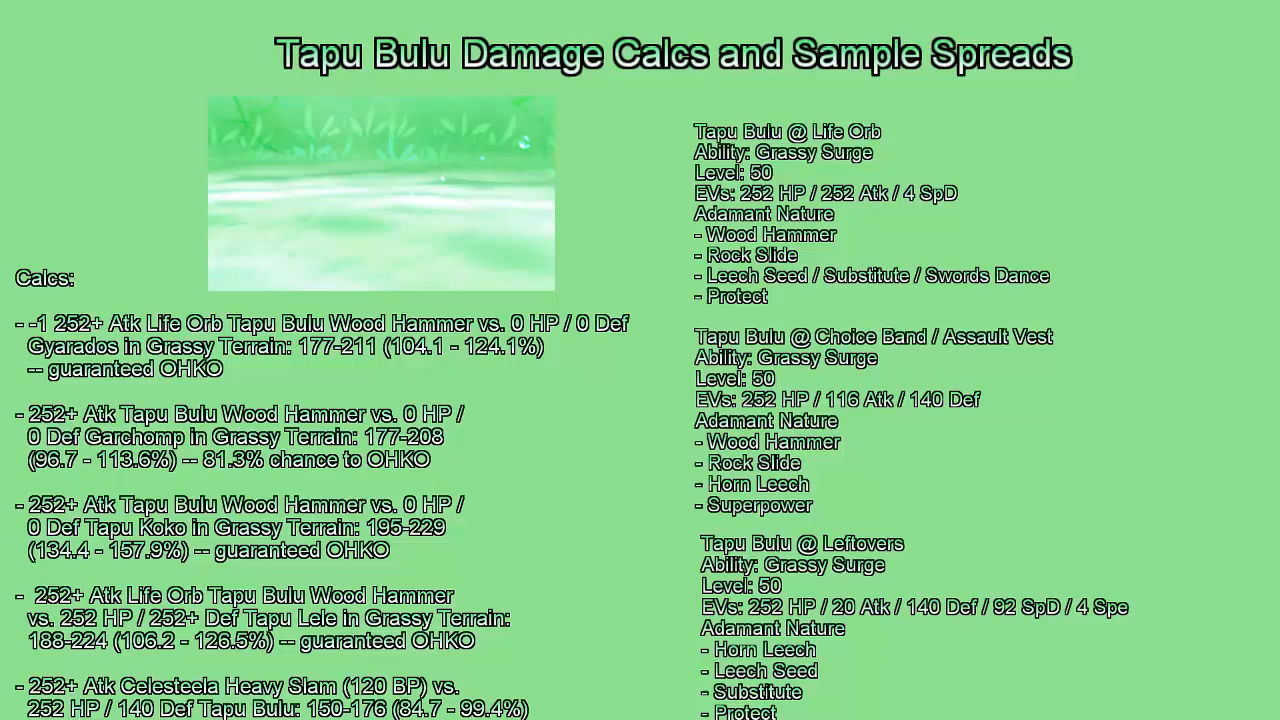 Tapu Bulu Damage Calcs and Sample Spreads
Calcs:
- -1 252+ Atk Life Orb Tapu Bulu Wood Hammer vs. 0 HP / 0 Def
Gyarados in Grassy Terrain: 177-211 (104.1 - 124.1%)
-- guaranteed OHKO
- 252+ Atk Tapu Bulu Wood Hammer vs. 0 HP /
0 Def Garchomp in Grassy Terrain: 177-208
(96.7 - 113.6%) -- 81.3% chance to OHKO
- 252+ Atk Tapu Bulu Wood Hammer vs. 0 HP /
0 Def Tapu Koko in Grassy Terrain: 195-229
(134.4 - 157.9%) -- guaranteed OHKO
- 252+ Atk Life Orb Tapu Bulu Wood Hammer
vs. 252 HP / 252+ Def Tapu Lele in Grassy Terrain:
188-224 (106.2 - 126.5%) -- guaranteed OHKO
- 252+ Atk Celesteela Heavy Slam (120 BP) vs.
252 HP / 140 Def Tapu Bulu: 150-176 (84.7 - 99.4%)
Tapu Bulu @ Life Orb
Ability: Grassy Surge
Level: 50
EVs: 252 HP / 252 Atk / 4 SpD
Adamant Nature
- Wood Hammer
- Rock Slide
- Leech Seed / Substitute / Swords Dance
- Protect
Tapu Bulu @ Choice Band / Assault Vest
Ability: Grassy Surge
Level: 50
EVs: 252 HP / 116 Atk / 140 Def
Adamant Nature
- Wood Hammer
- Rock Slide
- Horn Leech
- Superpower
Tapu Bulu @ Leftovers
Ability: Grassy Surge
Level: 50
EVs: 252 HP / 20 Atk / 140 Def / 92 SpD / 4 Spe
Adamant Nature
- Horn Leech
- Leech Seed
- Substitute
- Protect